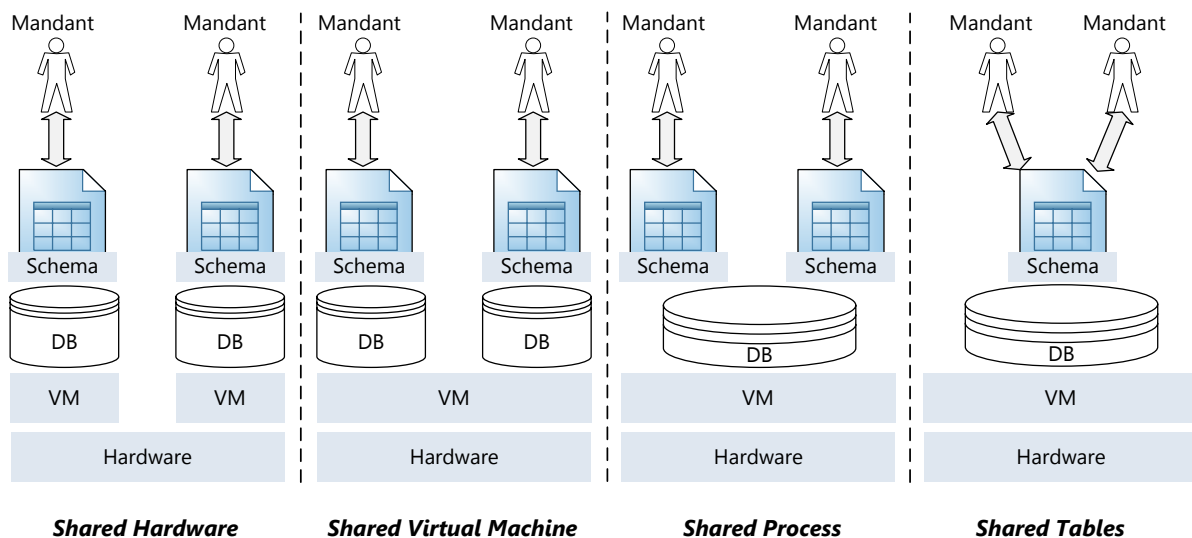 Mandant Mandant Mandant Mandant Mandant Mandant Mandant Mandant
Schema Schema Schema Schema Schema Schema Schema
DB DB DB DB DB DB
VM VM VM VM VM
Hardware Hardware Hardware Hardware
Shared Hardware Shared Virtual Machine Shared Process Shared Tables